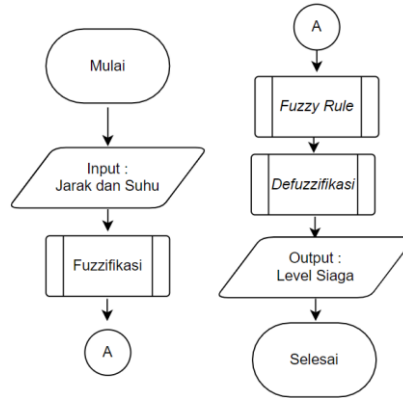 Mulai
Input :
Jarak dan Suhu
Fuzzifikasi
A
A
Fuzzy Rule
Defuzzifikasi
Output :
Level Siaga
Selesai